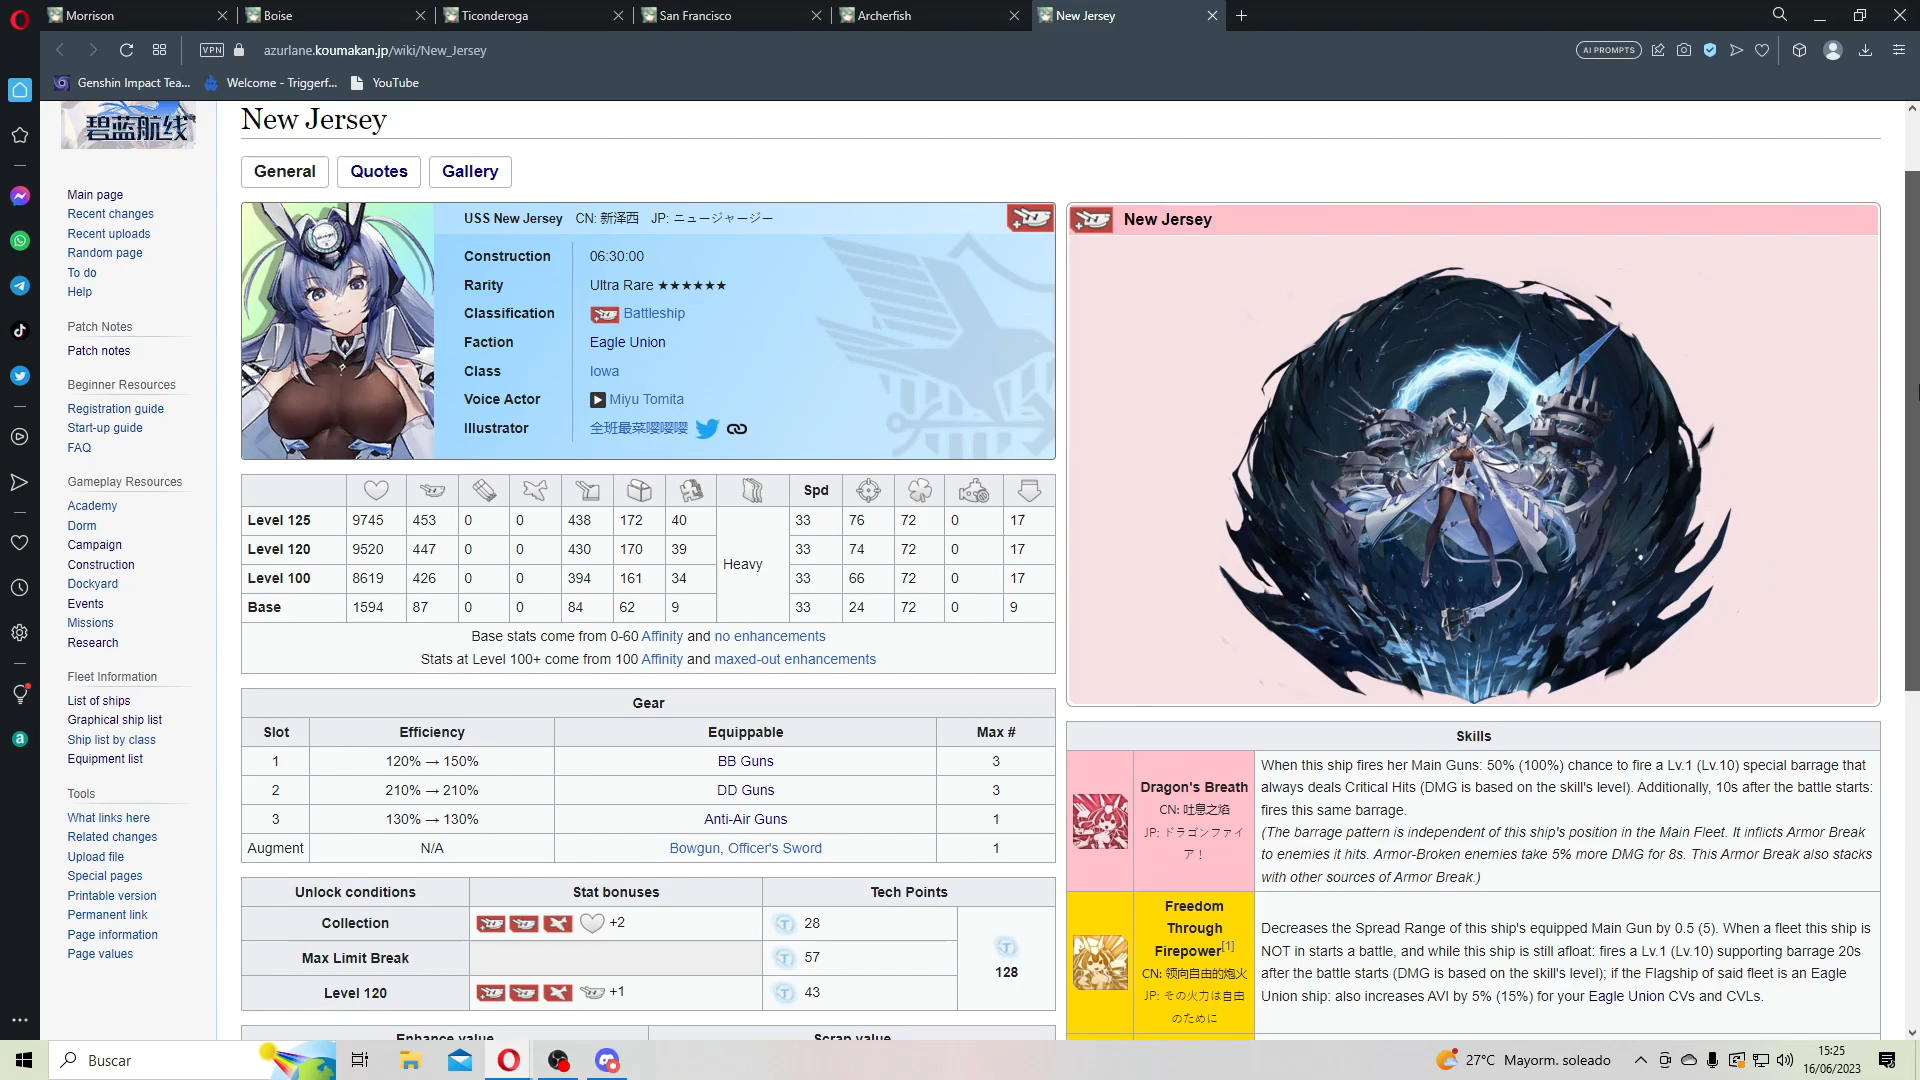 Morrison
Boise
Ticonderoga
San Francisco
Archerfish
New Jersey
VPN
azurlane.koumakan.jp/wiki/New_Jersey
AI PROMPTS
Genshin Impact Tea...
Welcome - Triggerf...
YouTube
碧蓝航线
Main page
Recent changes
Recent uploads
Random page
To do
Help
Patch Notes
Patch notes
Beginner Resources
Registration guide
Start-up guide
FAQ
Gameplay Resources
Academy
Dorm
Campaign
Construction
Dockyard
Events
Missions
Research
Fleet Information
List of ships
Graphical ship list
Ship list by class
Equipment list
Tools
What links here
Related changes
Upload file
Special pages
Printable version
Permanent link
Page information
Page values
New Jersey
General Quotes Gallery
USS New Jersey CN: 新泽西 JP: ニュージャージー
Construction 06:30:00
Rarity Ultra Rare ★★★★★★
Classification Battleship
Faction Eagle Union
Class Iowa
Voice Actor Miyu Tomita
Illustrator 全班最菜嘤嘤嘤
Spd
Level 125 9745 453 0 0 438 172 40 Heavy 33 76 72 0 17
Level 120 9520 447 0 0 430 170 39 33 74 72 0 17
Level 100 8619 426 0 0 394 161 34 33 66 72 0 17
Base 1594 87 0 0 84 62 9 33 24 72 0 9
Base stats come from 0-60 Affinity and no enhancements
Stats at Level 100+ come from 100 Affinity and maxed-out enhancements
Gear
Slot Efficiency Equippable Max #
1 120% → 150% BB Guns 3
2 210% → 210% DD Guns 3
3 130% → 130% Anti-Air Guns 1
Augment N/A Bowgun, Officer's Sword 1
Unlock conditions Stat bonuses Tech Points
Collection +2 28
Max Limit Break 57
Level 120 +1 43
128
Enhance value Scrap value
New Jersey
Skills
Dragon's Breath
CN: 吐息之焰
JP: ドラゴンファイ
ア！
When this ship fires her Main Guns: 50% (100%) chance to fire a Lv.1 (Lv.10) special barrage that
always deals Critical Hits (DMG is based on the skill's level). Additionally, 10s after the battle starts:
fires this same barrage.
(The barrage pattern is independent of this ship's position in the Main Fleet. It inflicts Armor Break
to enemies it hits. Armor-Broken enemies take 5% more DMG for 8s. This Armor Break also stacks
with other sources of Armor Break.)
Freedom
Through
Firepower[1]
CN: 领向自由的炮火
JP: その火力は自由
のために
Decreases the Spread Range of this ship's equipped Main Gun by 0.5 (5). When a fleet this ship is
NOT in starts a battle, and while this ship is still afloat: fires a Lv.1 (Lv.10) supporting barrage 20s
after the battle starts (DMG is based on the skill's level); if the Flagship of said fleet is an Eagle
Union ship: also increases AVI by 5% (15%) for your Eagle Union CVs and CVLs.
Buscar
27°C Mayorm. soleado
15:25
16/06/2023